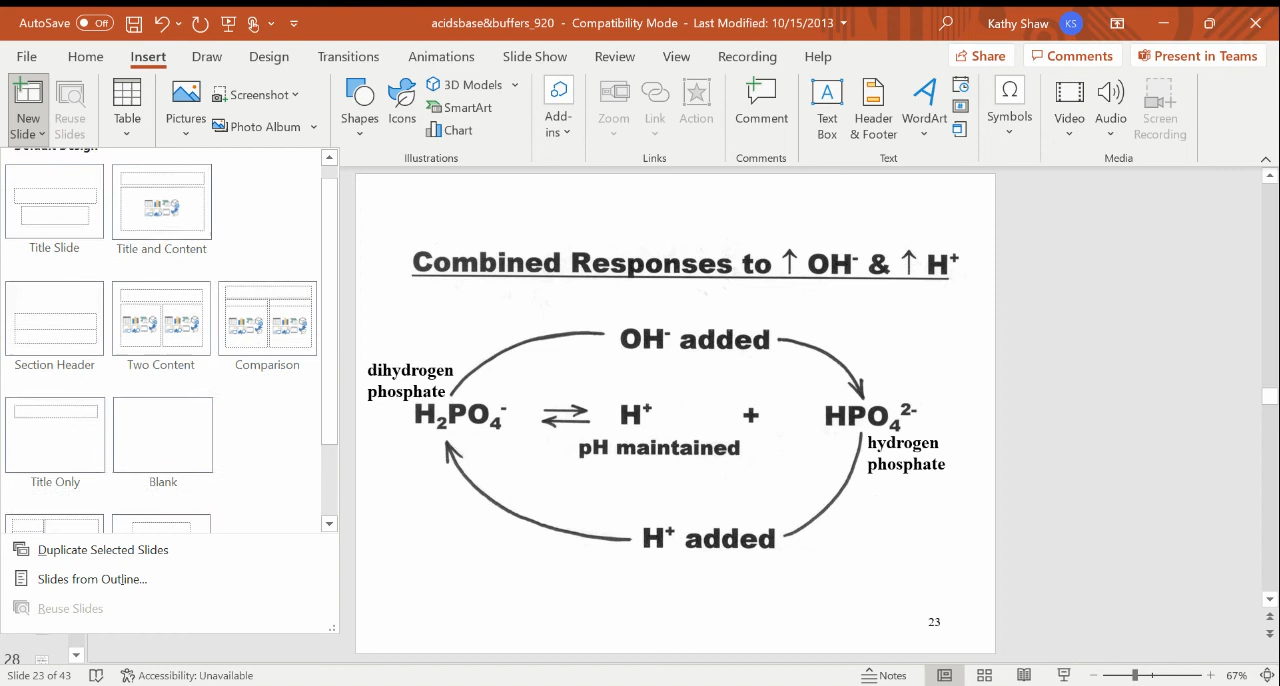 AutoSave Off acidsbase&buffers_920 - Compatibility Mode - Last Modified: 10/15/2013 Kathy Shaw KS
File Home Insert Draw Design Transitions Animations Slide Show Review View Recording Help Share Comments Present in Teams
New Slide
Reuse Slides
Table
Pictures
Screenshot
Photo Album
Shapes
Icons
3D Models
SmartArt
Chart
Illustrations
Add-ins
Zoom
Link
Action
Links
Comment
Comments
Text Box
Header & Footer
WordArt
Text
Symbols
Video
Audio
Screen Recording
Media
Default Design
Title Slide
Title and Content
Section Header
Two Content
Comparison
Title Only
Blank
Duplicate Selected Slides
Slides from Outline...
Reuse Slides
28
Combined Responses to ↑ OH⁻ & ↑ H⁺
OH⁻ added
dihydrogen
phosphate
H₂PO₄⁻ ⇌ H⁺ + HPO₄²⁻
pH maintained
hydrogen
phosphate
H⁺ added
23
Slide 23 of 43 Accessibility: Unavailable Notes 67%